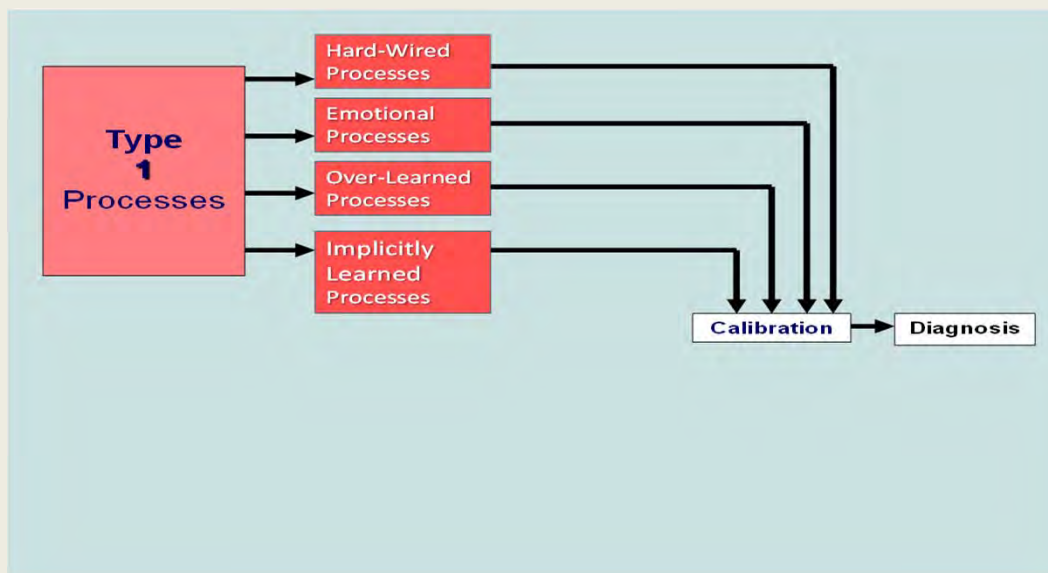 Type
1
Processes
Hard-Wired
Processes
Emotional
Processes
Over-Learned
Processes
Implicitly
Learned
Processes
Calibration
Diagnosis